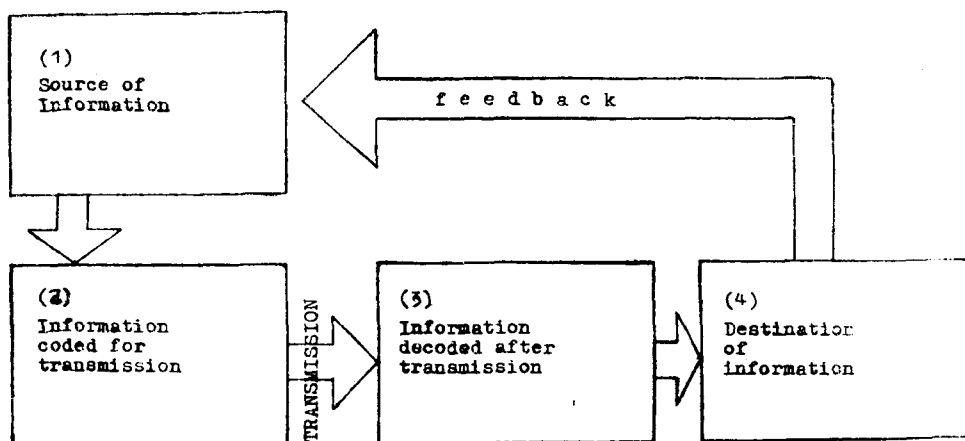 (1)
Source of
Information
f e e d b a c k
(2)
Information
coded for
transmission
TRANSMISSION
(3)
Information
decoded after
transmission
(4)
Destination
of
information